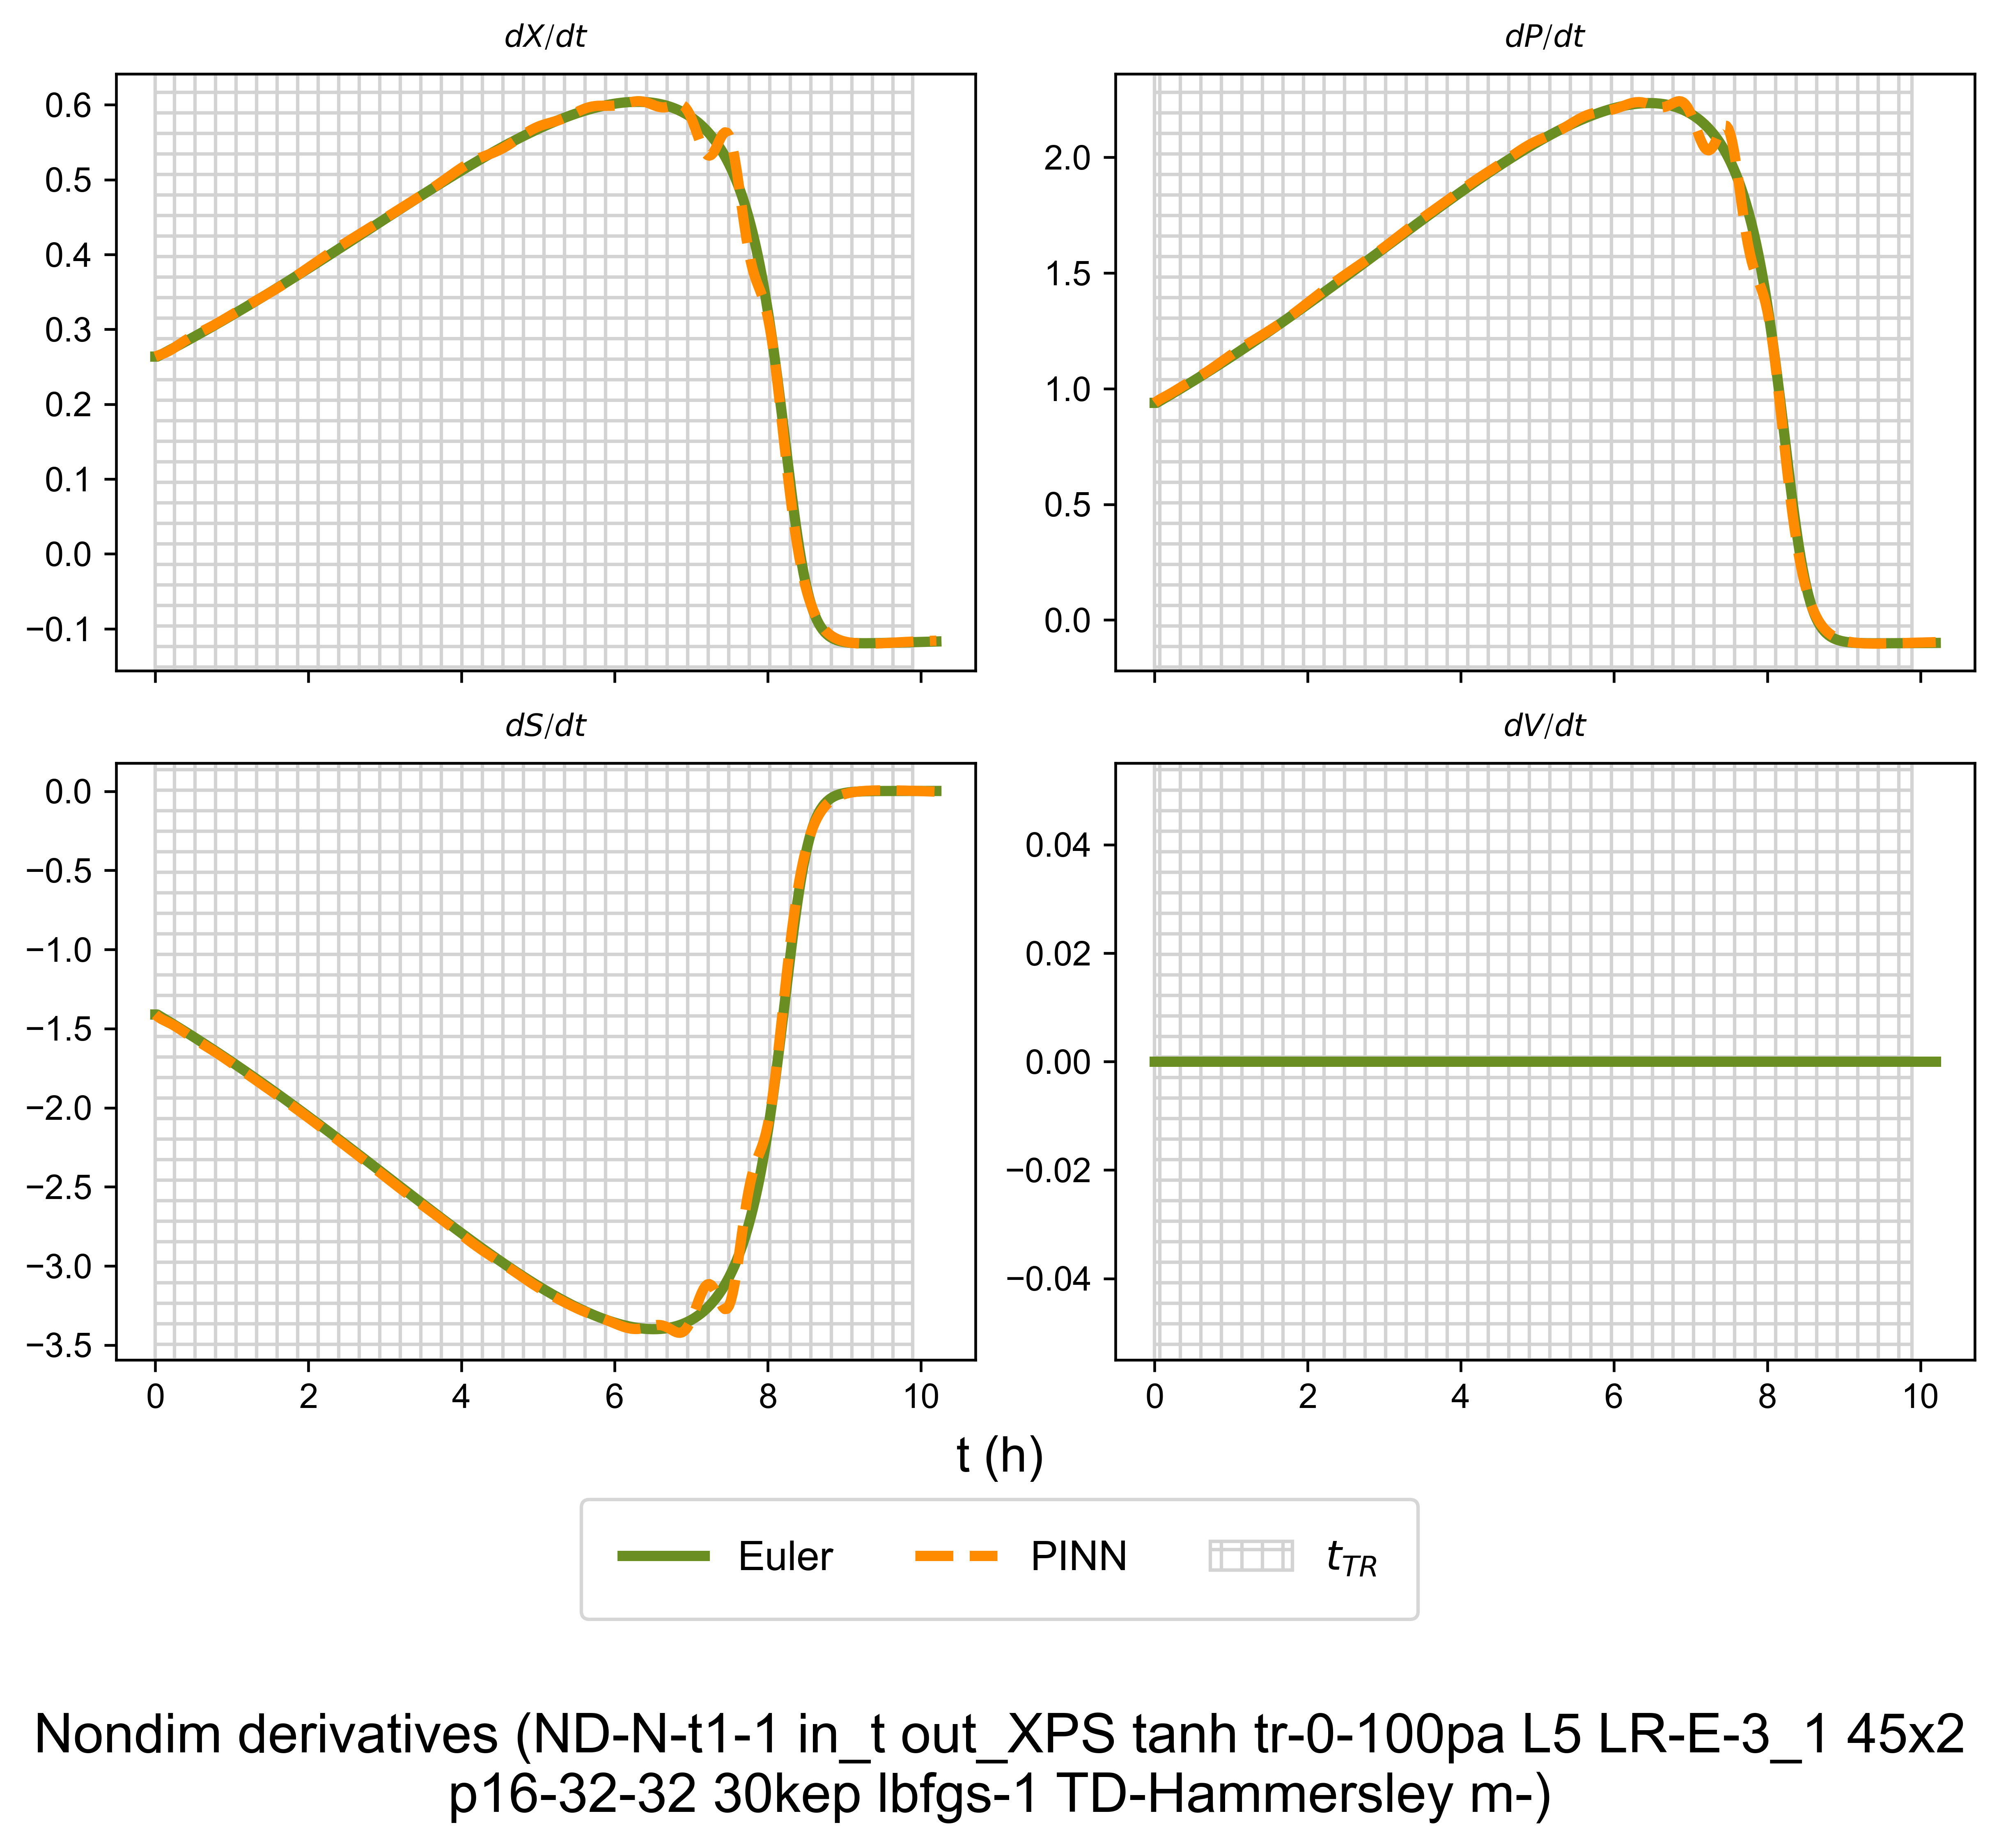 dX/dt
dP/dt
0.6
0.5
0.4
0.3
0.2
0.1
0.0
−0.1
2.0
1.5
1.0
0.5
0.0
dS/dt
dV/dt
0.0
−0.5
−1.0
−1.5
−2.0
−2.5
−3.0
−3.5
0 2 4 6 8 10
0.04
0.02
0.00
−0.02
−0.04
0 2 4 6 8 10
t (h)
Euler PINN t_TR
Nondim derivatives (ND-N-t1-1 in_t out_XPS tanh tr-0-100pa L5 LR-E-3_1 45x2
p16-32-32 30kep lbfgs-1 TD-Hammersley m-)